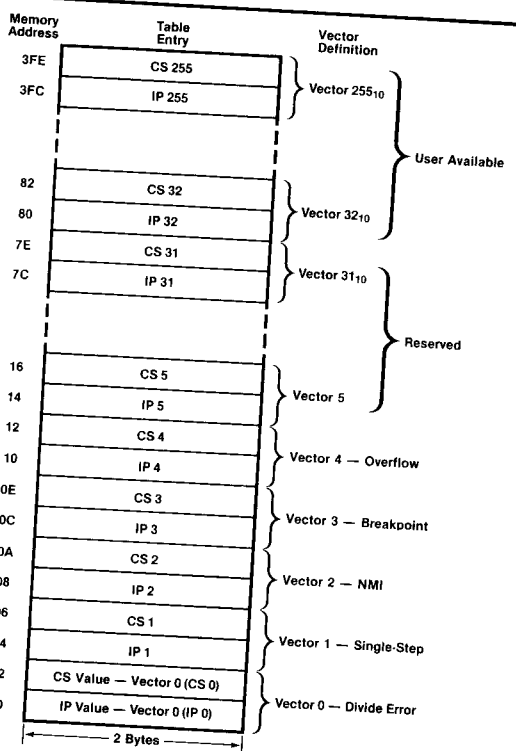 Memory
Address
Table
Entry
Vector
Definition
3FE
CS 255
3FC
IP 255
Vector 255₁₀
User Available
82
CS 32
80
IP 32
Vector 32₁₀
7E
CS 31
7C
IP 31
Vector 31₁₀
Reserved
16
CS 5
14
IP 5
Vector 5
12
CS 4
10
IP 4
Vector 4 — Overflow
0E
CS 3
0C
IP 3
Vector 3 — Breakpoint
0A
CS 2
08
IP 2
Vector 2 — NMI
06
CS 1
4
IP 1
Vector 1 — Single-Step
2
CS Value — Vector 0 (CS 0)
0
IP Value — Vector 0 (IP 0)
Vector 0 — Divide Error
2 Bytes